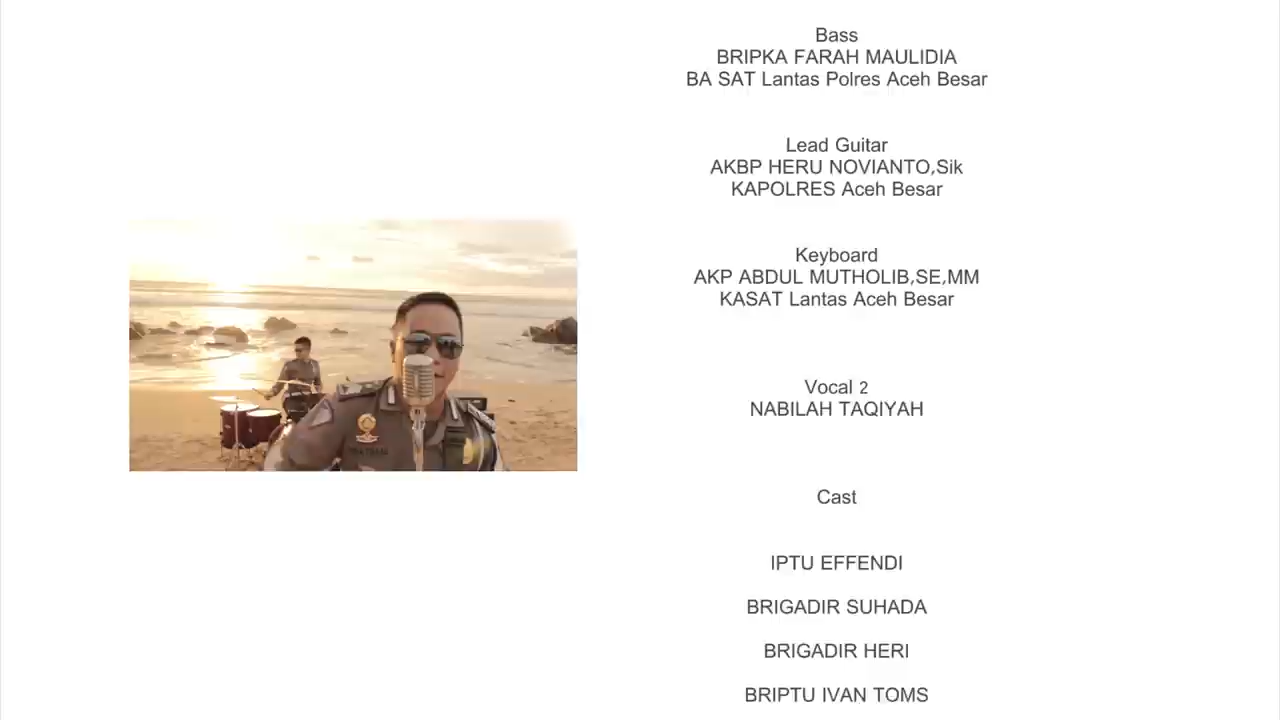 Bass
BRIPKA FARAH MAULIDIA
BA SAT Lantas Polres Aceh Besar
Lead Guitar
AKBP HERU NOVIANTO,Sik
KAPOLRES Aceh Besar
Keyboard
AKP ABDUL MUTHOLIB,SE,MM
KASAT Lantas Aceh Besar
Vocal 2
NABILAH TAQIYAH
Cast
IPTU EFFENDI
BRIGADIR SUHADA
BRIGADIR HERI
BRIPTU IVAN TOMS